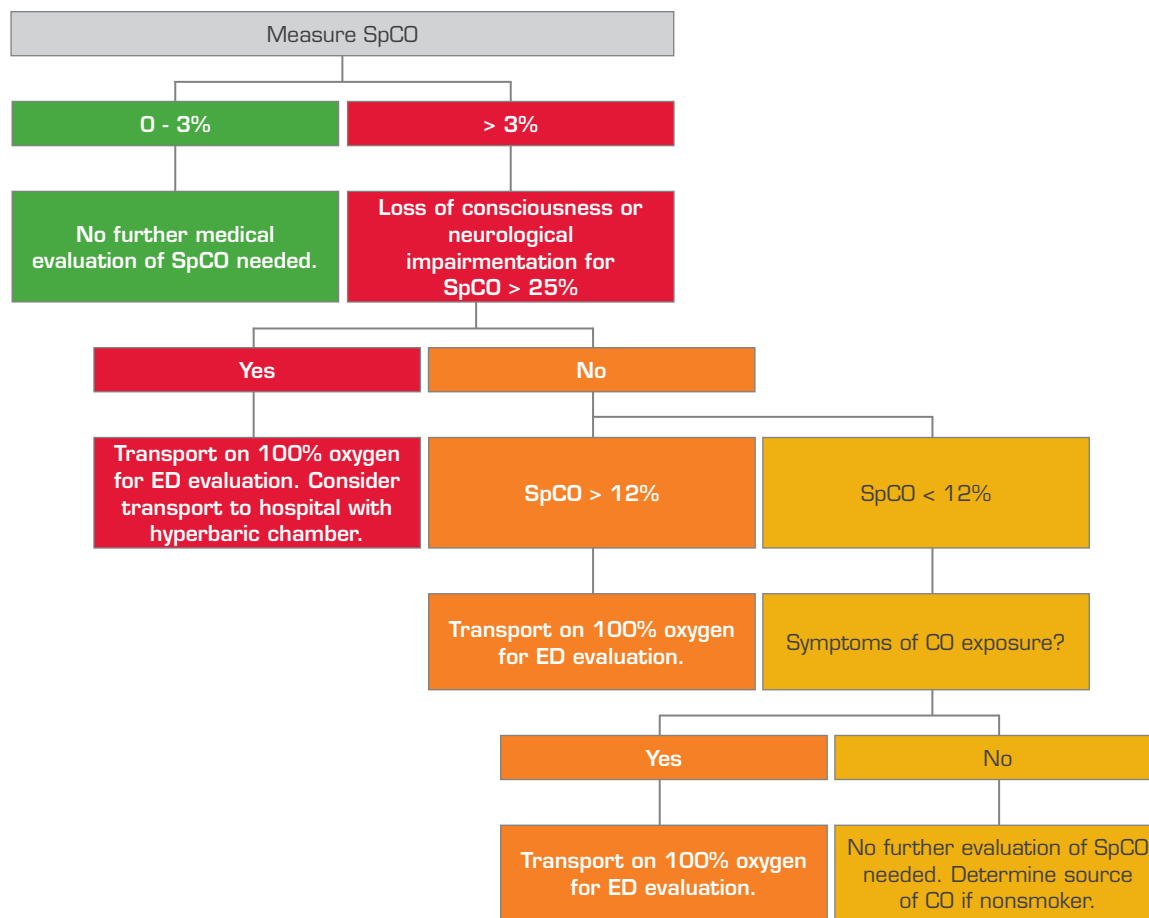 Measure SpCO
0 - 3%
> 3%
No further medical
evaluation of SpCO needed.
Loss of consciousness or
neurological
impairmentation for
SpCO > 25%
Yes
No
Transport on 100% oxygen
for ED evaluation. Consider
transport to hospital with
hyperbaric chamber.
SpCO > 12%
SpCO < 12%
Transport on 100% oxygen
for ED evaluation.
Symptoms of CO exposure?
Yes
No
Transport on 100% oxygen
for ED evaluation.
No further evaluation of SpCO
needed. Determine source
of CO if nonsmoker.